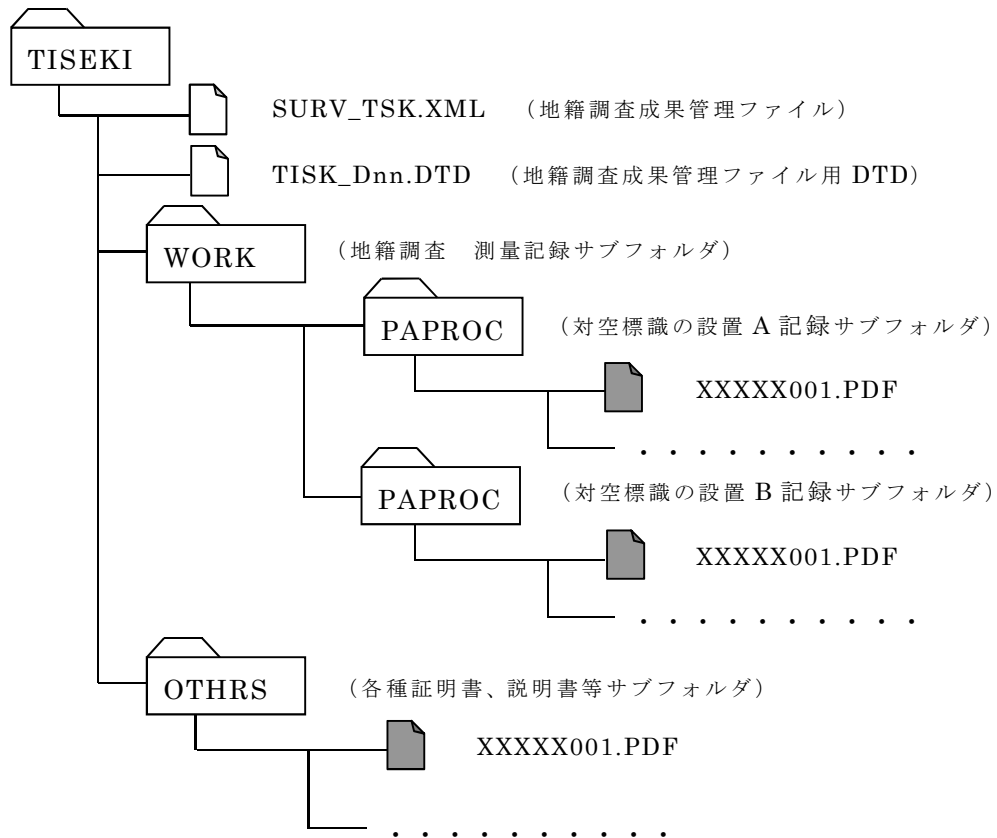 TISEKI
SURV_TSK.XML （地籍調査成果管理ファイル）
TISK_Dnn.DTD （地籍調査成果管理ファイル用 DTD）
WORK （地籍調査　測量記録サブフォルダ）
PAPROC （対空標識の設置 A 記録サブフォルダ）
XXXXX001.PDF
・・・・・・・・・・
PAPROC （対空標識の設置 B 記録サブフォルダ）
XXXXX001.PDF
・・・・・・・・・・
OTHRS （各種証明書、説明書等サブフォルダ）
XXXXX001.PDF
・・・・・・・・・・